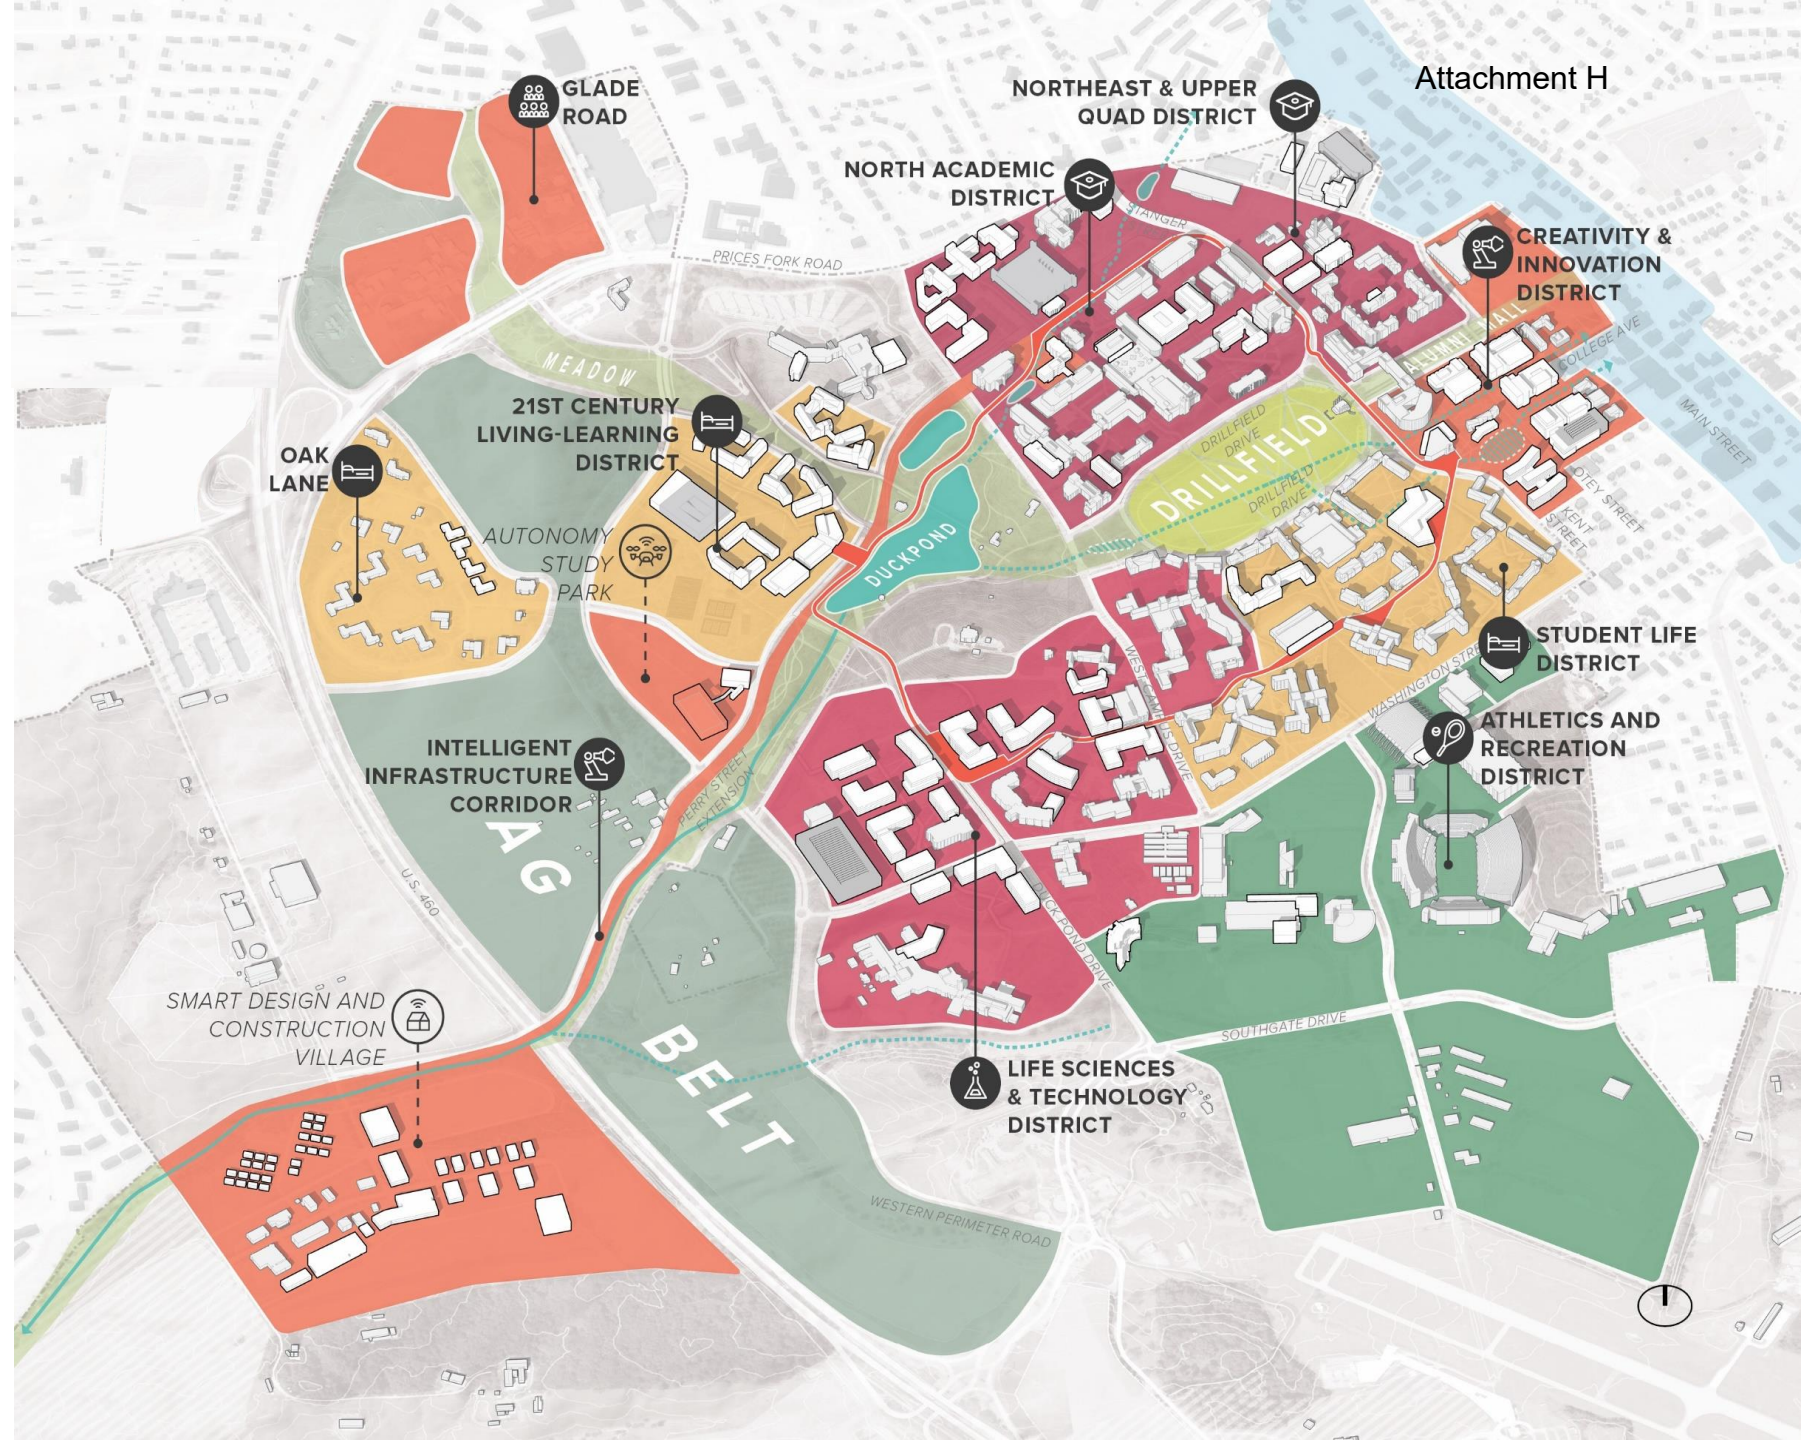 Attachment H
GLADE
ROAD
NORTHEAST & UPPER
QUAD DISTRICT
NORTH ACADEMIC
DISTRICT
STANGER
CREATIVITY &
INNOVATION
DISTRICT
PRICES FORK ROAD
ALUMNI MALL
COLLEGE AVE
MAIN STREET
MEADOW
21ST CENTURY
LIVING-LEARNING
DISTRICT
OAK
LANE
DRILLFIELD
DRIVE
DRILLFIELD
DRILLFIELD
DRIVE
OTEY STREET
KENT
STREET
AUTONOMY
STUDY
PARK
DUCKPOND
STUDENT LIFE
DISTRICT
WASHINGTON STRE
WEST CAMPUS DRIVE
ATHLETICS AND
RECREATION
DISTRICT
INTELLIGENT
INFRASTRUCTURE
CORRIDOR
PERRY STREET
EXTENSION
AG
U.S. 460
DUCK POND DRIVE
SMART DESIGN AND
CONSTRUCTION
VILLAGE
SOUTHGATE DRIVE
BELT
LIFE SCIENCES
& TECHNOLOGY
DISTRICT
WESTERN PERIMETER ROAD